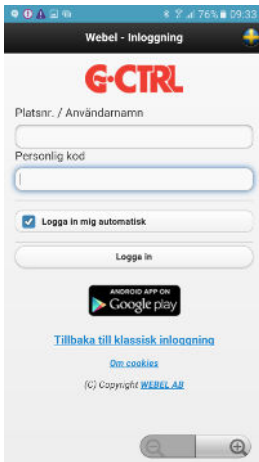 76% 09:33
Webel - Inloggning
G-CTRL
Platsnr. / Användarnamn
Personlig kod
Logga in mig automatisk
Logga in
ANDROID APP ON
Google play
Tillbaka till klassisk inloggning
Om cookies
(C) Copyright WEBEL AB